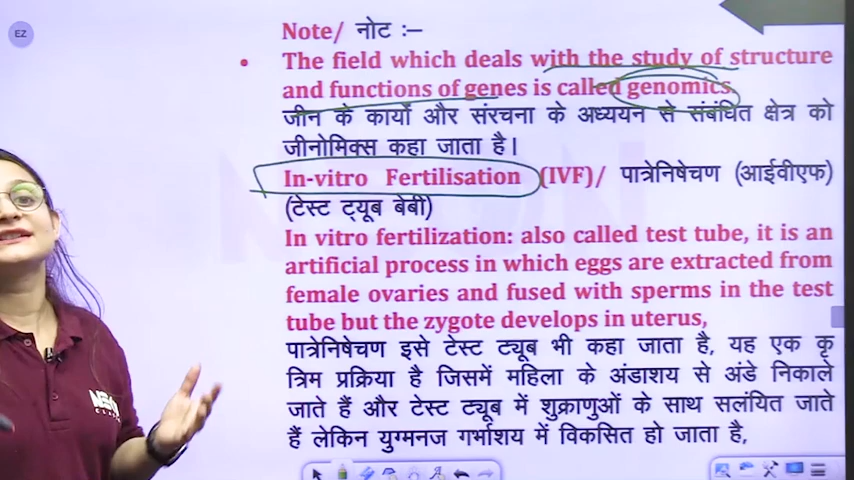 EZ
Note/ नोट :–
• The field which deals with the study of structure
and functions of genes is called genomics.
जीन के कार्यों और संरचना के अध्ययन से संबंधित क्षेत्र को
जीनोमिक्स कहा जाता है।
In-vitro Fertilisation (IVF)/ पात्रेनिषेचण (आईवीएफ)
(टेस्ट ट्यूब बेबी)
In vitro fertilization: also called test tube, it is an
artificial process in which eggs are extracted from
female ovaries and fused with sperms in the test
tube but the zygote develops in uterus,
पात्रेनिषेचण इसे टेस्ट ट्यूब भी कहा जाता है, यह एक कृ
त्रिम प्रक्रिया है जिसमें महिला के अंडाशय से अंडे निकाले
जाते हैं और टेस्ट ट्यूब में शुक्राणुओं के साथ सलंयित जाते
हैं लेकिन युग्मनज गर्भाशय में विकसित हो जाता है,